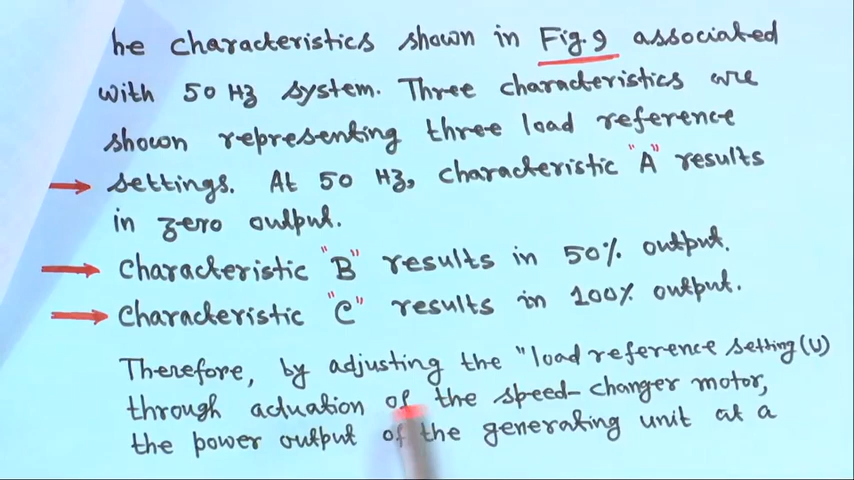 he characteristics shown in Fig.9 associated
with 50 Hz system. Three characteristics are
shown representing three load reference
settings. At 50 Hz, characteristic "A" results
in zero output.
Characteristic "B" results in 50% output.
Characteristic "C" results in 100% output.
Therefore, by adjusting the "load reference setting (U)
through actuation of the speed-changer motor,
the power output of the generating unit at a